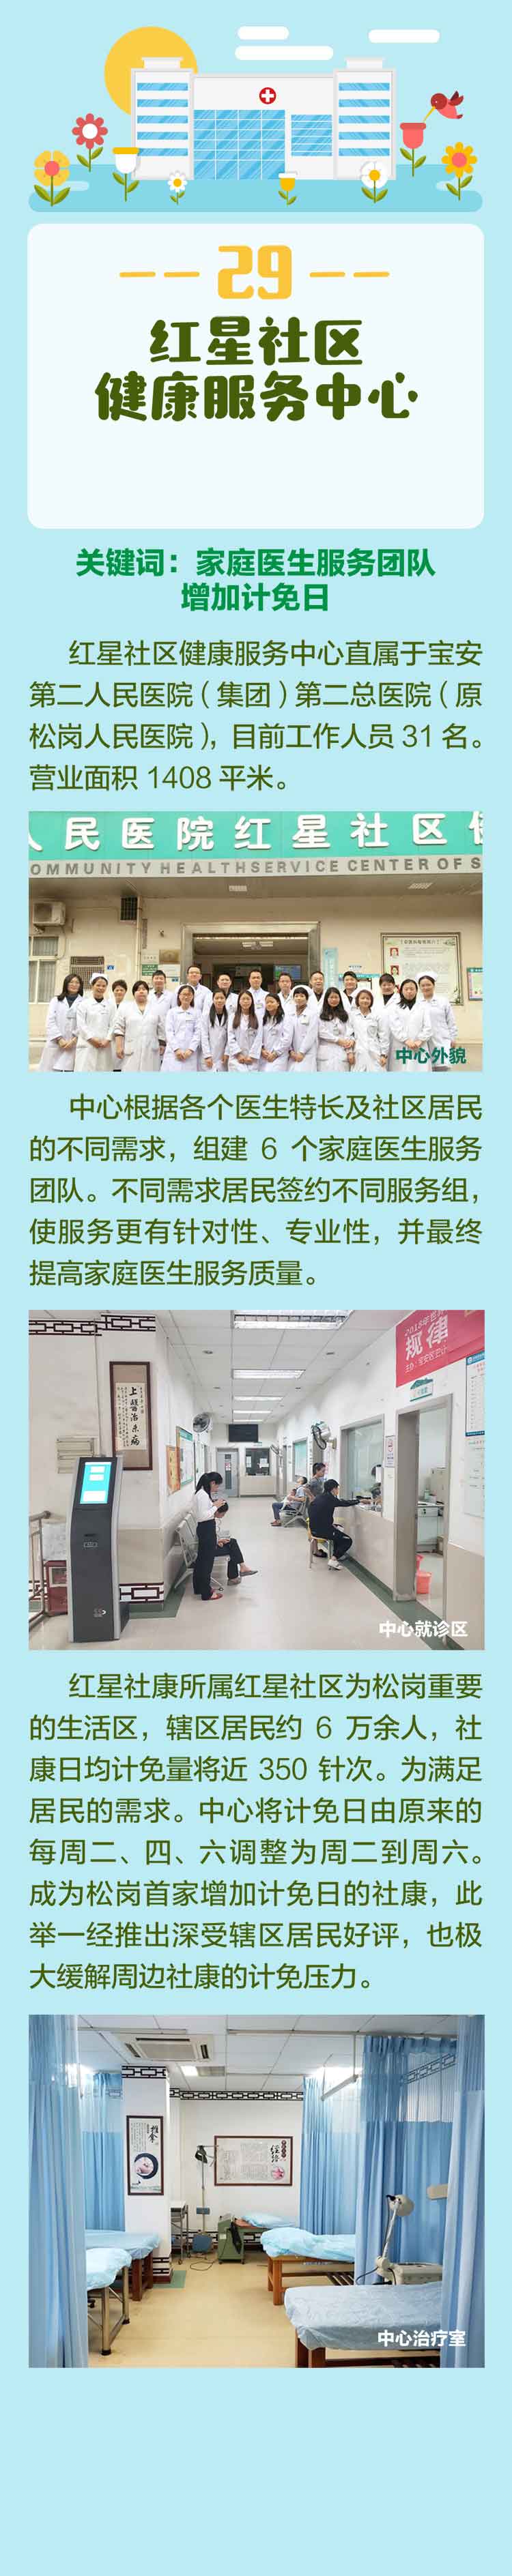 29
红星社区
健康服务中心
关键词：家庭医生服务团队
增加计免日
红星社区健康服务中心直属于宝安
第二人民医院（集团）第二总医院（原
松岗人民医院），目前工作人员 31 名。
营业面积 1408 平米。
人民医院红星社区
OMMUNITY HEALTHSERVICE CENTER OF S
中心外貌
中心根据各个医生特长及社区居民
的不同需求，组建 6 个家庭医生服务
团队。不同需求居民签约不同服务组，
使服务更有针对性、专业性，并最终
提高家庭医生服务质量。
规律
上醫治未病
中心就诊区
红星社康所属红星社区为松岗重要
的生活区，辖区居民约 6 万余人，社
康日均计免量将近 350 针次。为满足
居民的需求。中心将计免日由原来的
每周二、四、六调整为周二到周六。
成为松岗首家增加计免日的社康，此
举一经推出深受辖区居民好评，也极
大缓解周边社康的计免压力。
推拿
中心治疗室